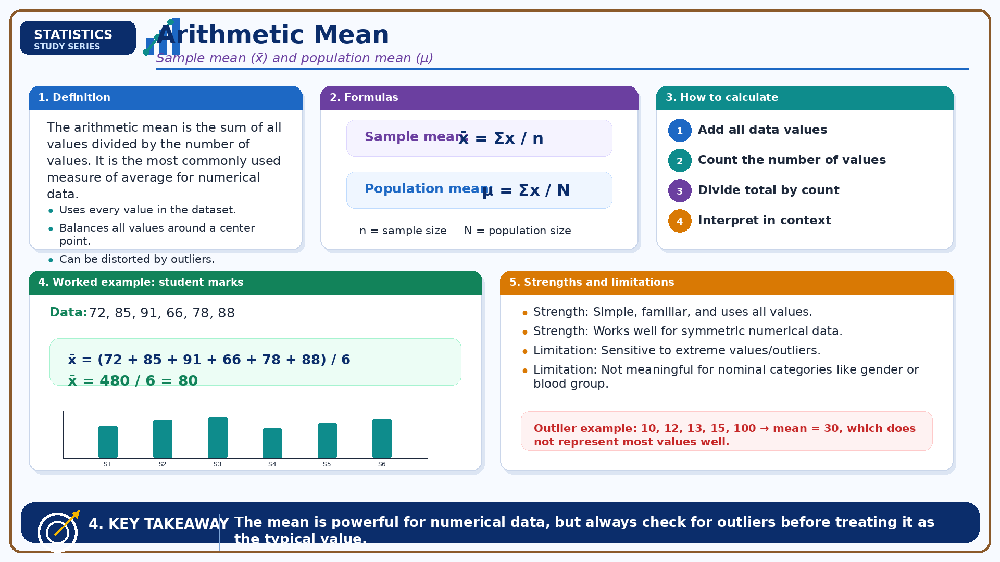 STATISTICS
STUDY SERIES
Arithmetic Mean
Sample mean (x̄) and population mean (μ)
1. Definition
The arithmetic mean is the sum of all
values divided by the number of
values. It is the most commonly used
measure of average for numerical
data.
• Uses every value in the dataset.
• Balances all values around a center
point.
• Can be distorted by outliers.
2. Formulas
Sample mean: x̄ = Σx / n
Population mean: μ = Σx / N
n = sample size N = population size
3. How to calculate
1 Add all data values
2 Count the number of values
3 Divide total by count
4 Interpret in context
4. Worked example: student marks
Data: 72, 85, 91, 66, 78, 88
x̄ = (72 + 85 + 91 + 66 + 78 + 88) / 6
x̄ = 480 / 6 = 80
S1 S2 S3 S4 S5 S6
5. Strengths and limitations
• Strength: Simple, familiar, and uses all values.
• Strength: Works well for symmetric numerical data.
• Limitation: Sensitive to extreme values/outliers.
• Limitation: Not meaningful for nominal categories like gender or
blood group.
Outlier example: 10, 12, 13, 15, 100 → mean = 30, which does
not represent most values well.
4. KEY TAKEAWAY
The mean is powerful for numerical data, but always check for outliers before treating it as
the typical value.